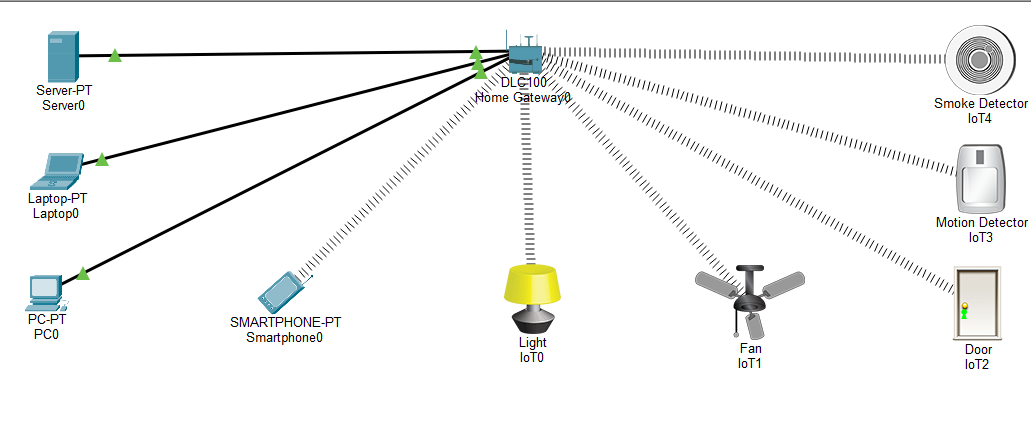 Server-PT
Server0
DLC100
Home Gateway0
Smoke Detector
IoT4
Laptop-PT
Laptop0
Motion Detector
IoT3
PC-PT
PC0
SMARTPHONE-PT
Smartphone0
Light
IoT0
Fan
IoT1
Door
IoT2